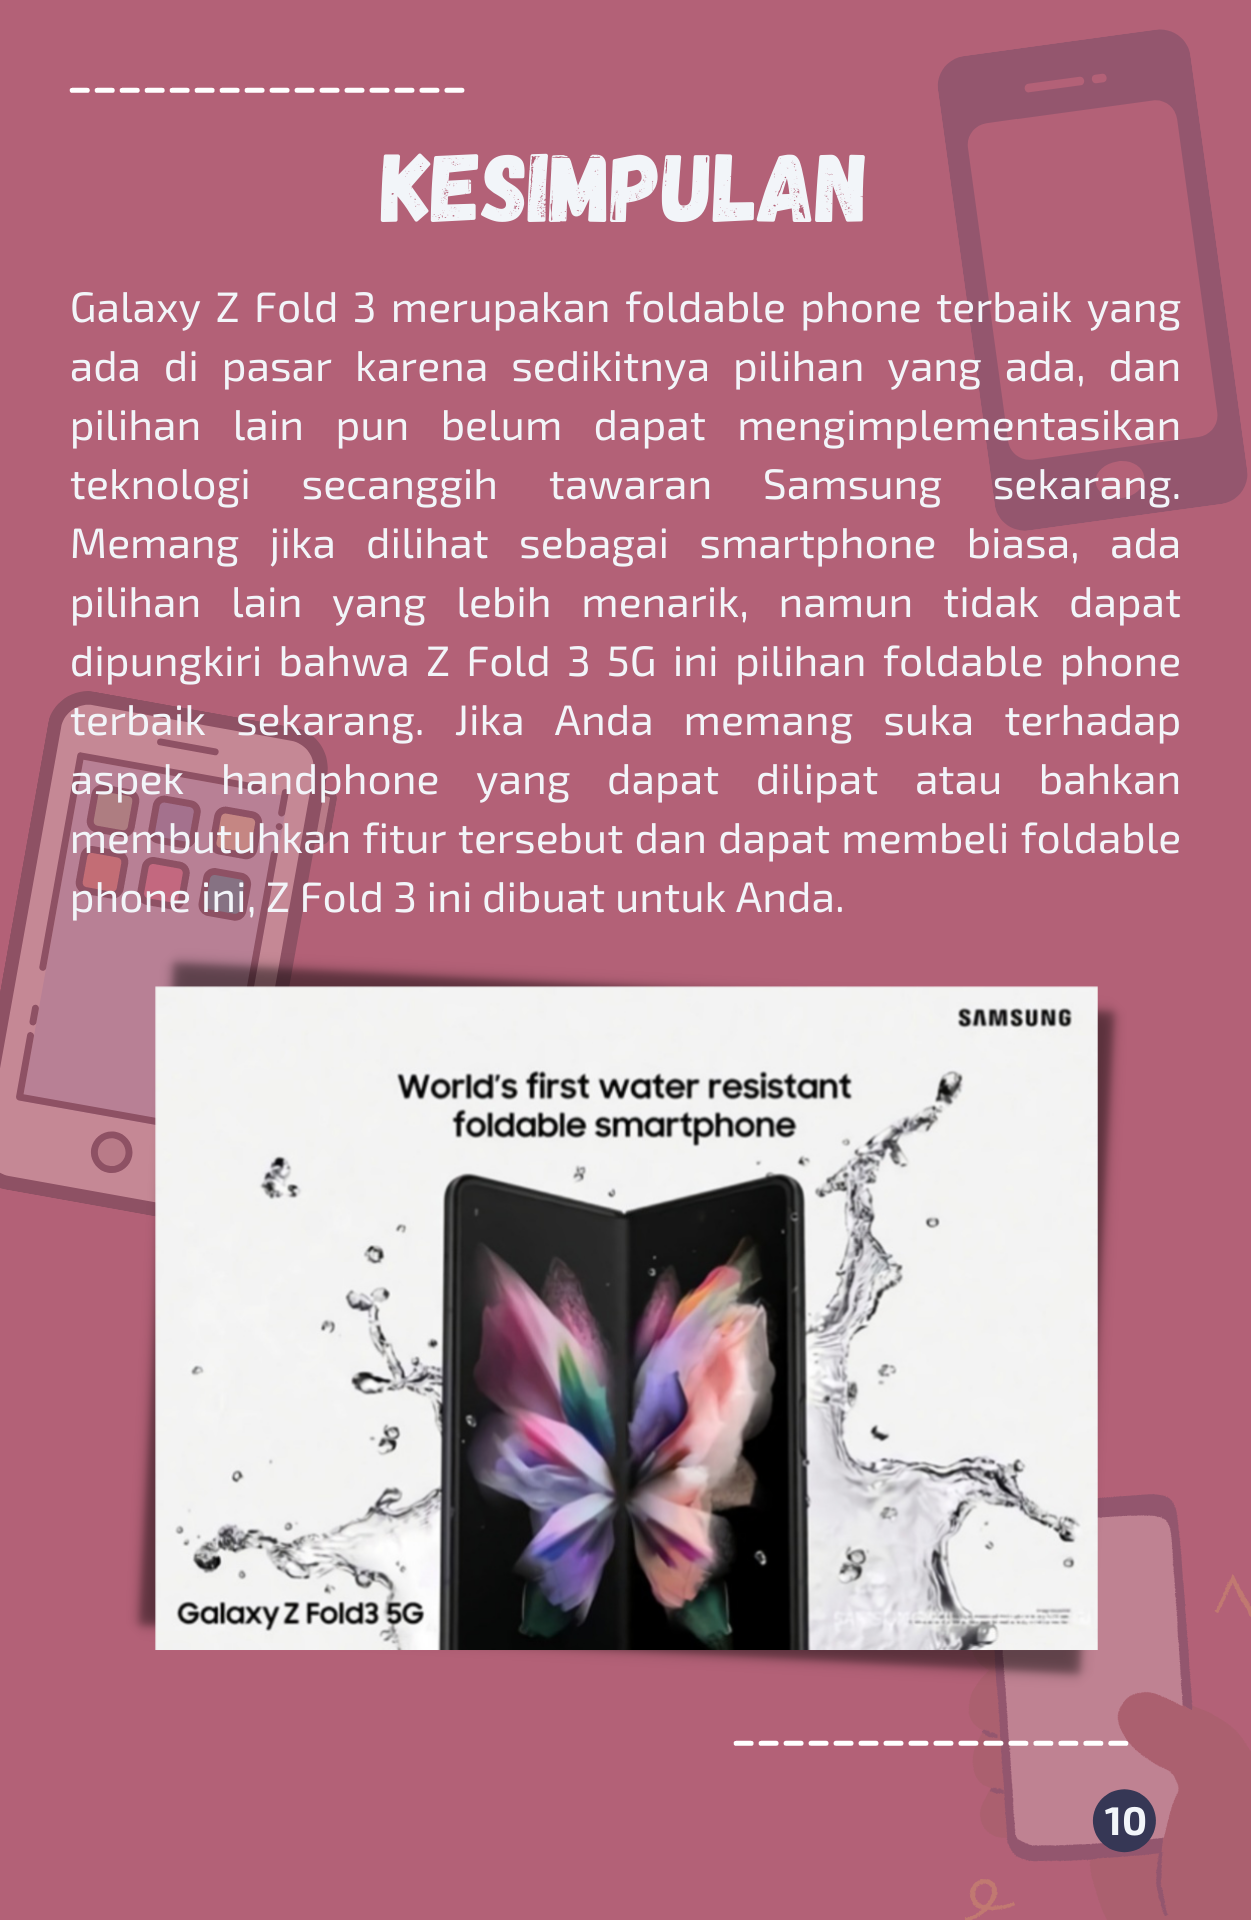 KESIMPULAN
Galaxy Z Fold 3 merupakan foldable phone terbaik yang
ada di pasar karena sedikitnya pilihan yang ada, dan
pilihan lain pun belum dapat mengimplementasikan
teknologi secanggih tawaran Samsung sekarang.
Memang jika dilihat sebagai smartphone biasa, ada
pilihan lain yang lebih menarik, namun tidak dapat
dipungkiri bahwa Z Fold 3 5G ini pilihan foldable phone
terbaik sekarang. Jika Anda memang suka terhadap
aspek handphone yang dapat dilipat atau bahkan
membutuhkan fitur tersebut dan dapat membeli foldable
phone ini, Z Fold 3 ini dibuat untuk Anda.
SAMSUNG
World's first water resistant
foldable smartphone
Galaxy Z Fold3 5G
10